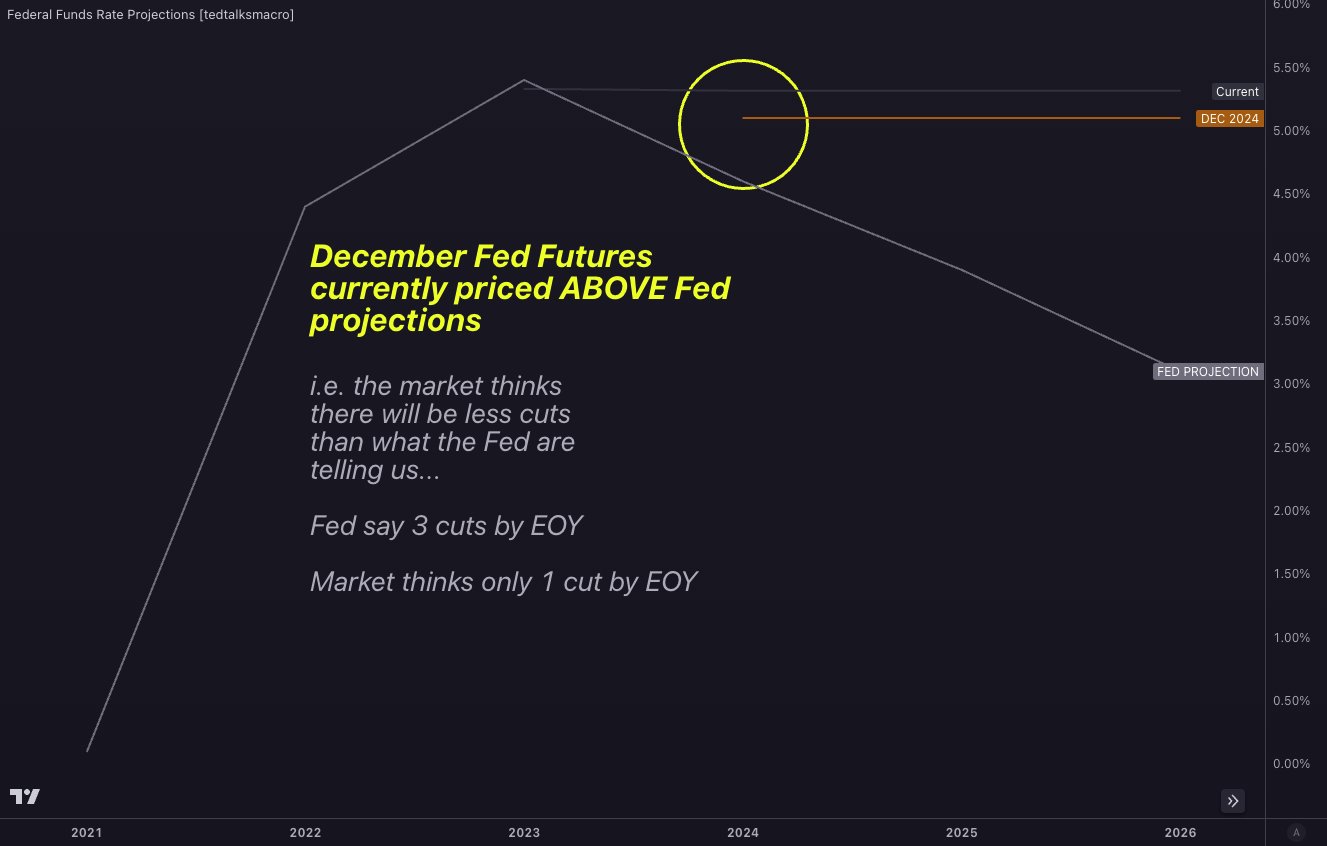 Federal Funds Rate Projections [tedtalksmacro]
6.00%
5.50%
Current
DEC 2024
5.00%
4.50%
December Fed Futures
currently priced ABOVE Fed
projections
4.00%
3.50%
i.e. the market thinks
there will be less cuts
than what the Fed are
telling us...
FED PROJECTION
3.00%
2.50%
Fed say 3 cuts by EOY
2.00%
Market thinks only 1 cut by EOY
1.50%
1.00%
0.50%
0.00%
2021 2022 2023 2024 2025 2026 A